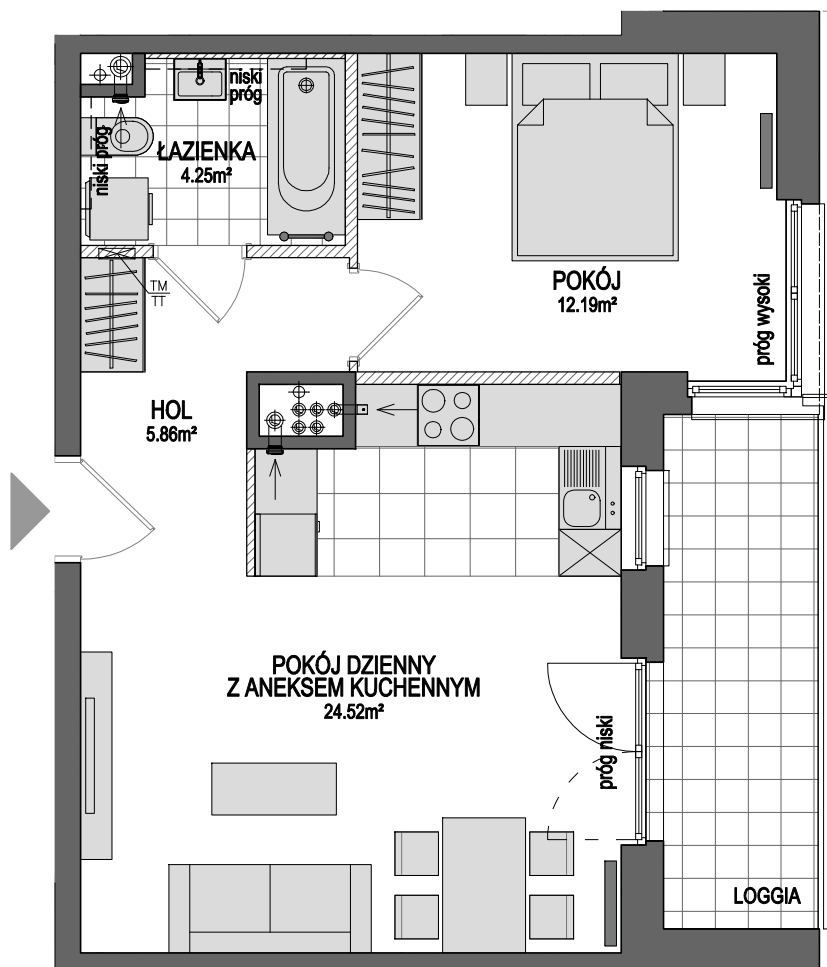 niski
próg
niski próg
ŁAZIENKA
4.25m²
TM
TT
POKÓJ
12.19m²
próg wysoki
HOL
5.86m²
POKÓJ DZIENNY
Z ANEKSEM KUCHENNYM
24.52m²
próg niski
LOGGIA